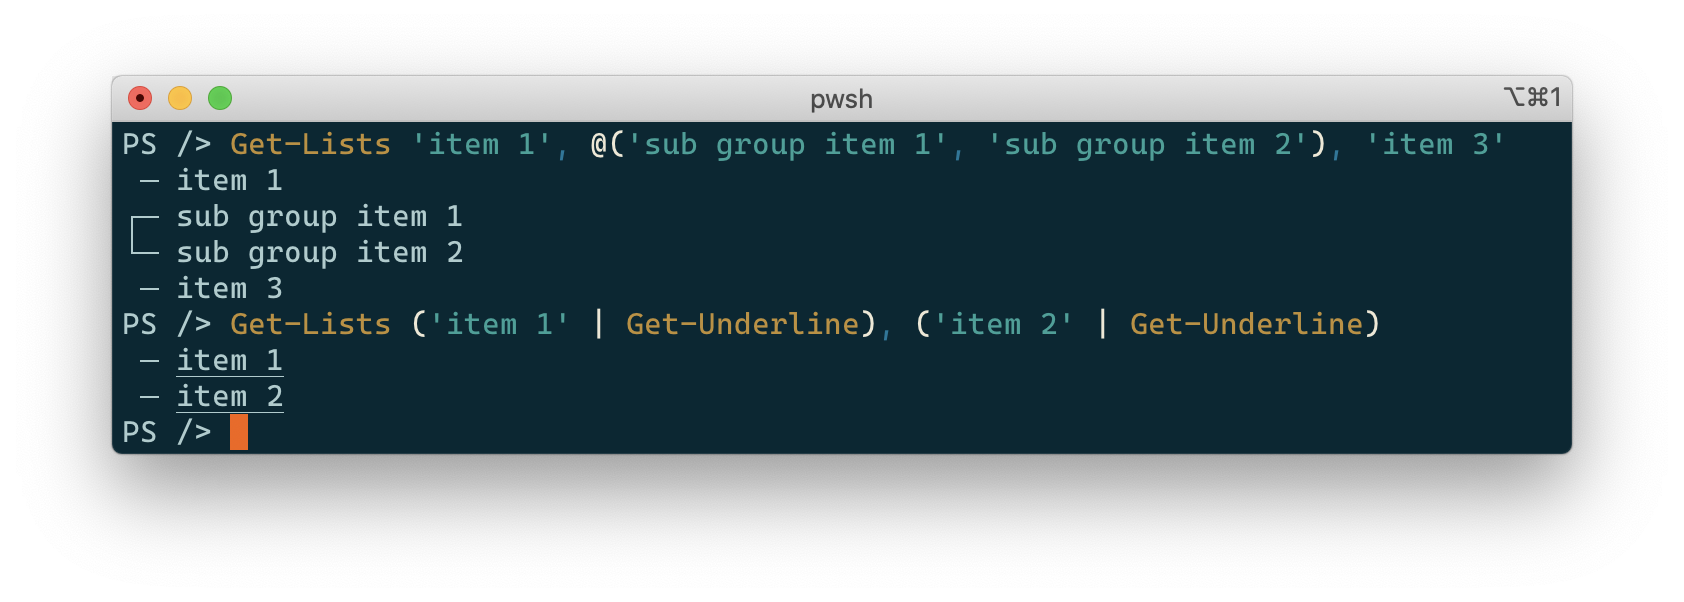 pwsh ⌥⌘1
PS /> Get-Lists 'item 1', @('sub group item 1', 'sub group item 2'), 'item 3'
─ item 1
┌─ sub group item 1
└─ sub group item 2
─ item 3
PS /> Get-Lists ('item 1' | Get-Underline), ('item 2' | Get-Underline)
─ item 1
─ item 2
PS />